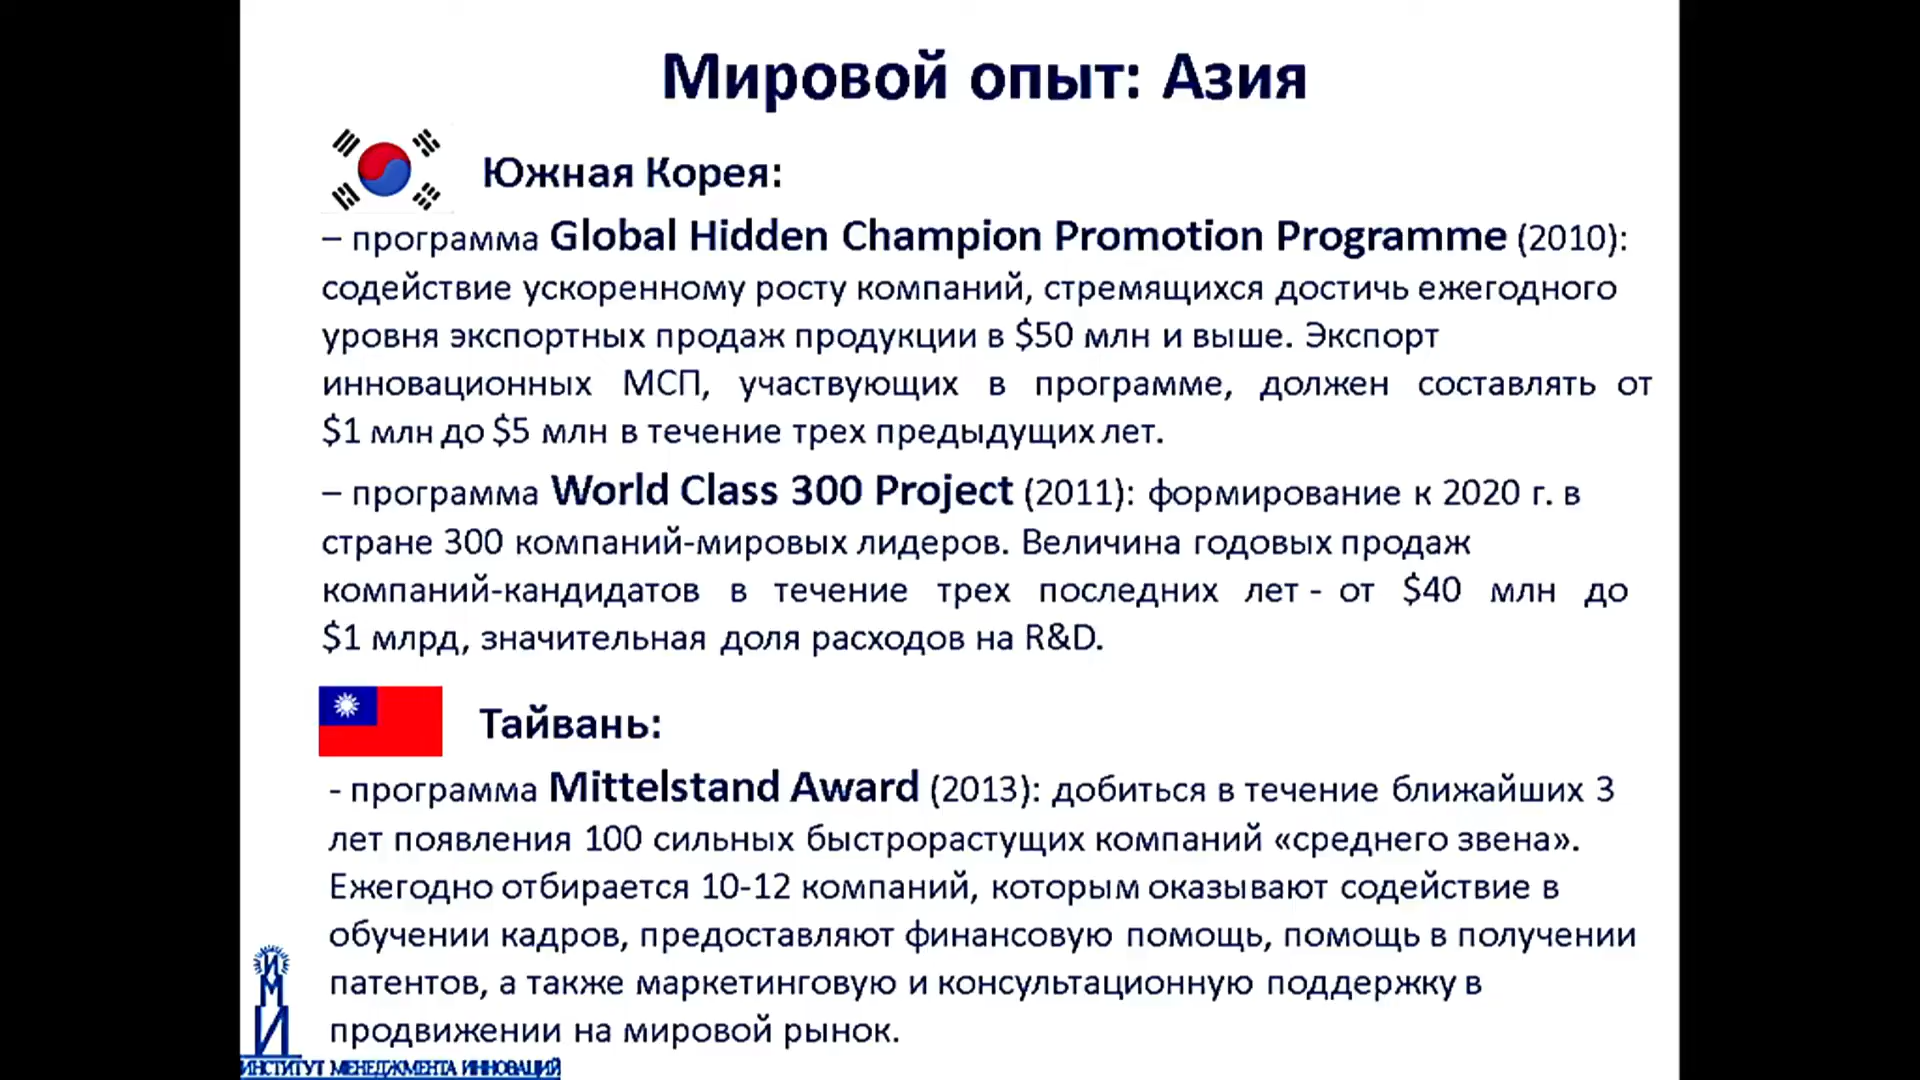 Мировой опыт: Азия
Южная Корея:
– программа Global Hidden Champion Promotion Programme (2010):
содействие ускоренному росту компаний, стремящихся достичь ежегодного
уровня экспортных продаж продукции в $50 млн и выше. Экспорт
инновационных МСП, участвующих в программе, должен составлять от
$1 млн до $5 млн в течение трех предыдущих лет.
– программа World Class 300 Project (2011): формирование к 2020 г. в
стране 300 компаний-мировых лидеров. Величина годовых продаж
компаний-кандидатов в течение трех последних лет - от $40 млн до
$1 млрд, значительная доля расходов на R&D.
Тайвань:
- программа Mittelstand Award (2013): добиться в течение ближайших 3
лет появления 100 сильных быстрорастущих компаний «среднего звена».
Ежегодно отбирается 10-12 компаний, которым оказывают содействие в
обучении кадров, предоставляют финансовую помощь, помощь в получении
патентов, а также маркетинговую и консультационную поддержку в
продвижении на мировой рынок.
И
М
И
ИНСТИТУТ МЕНЕДЖМЕНТА ИННОВАЦИЙ